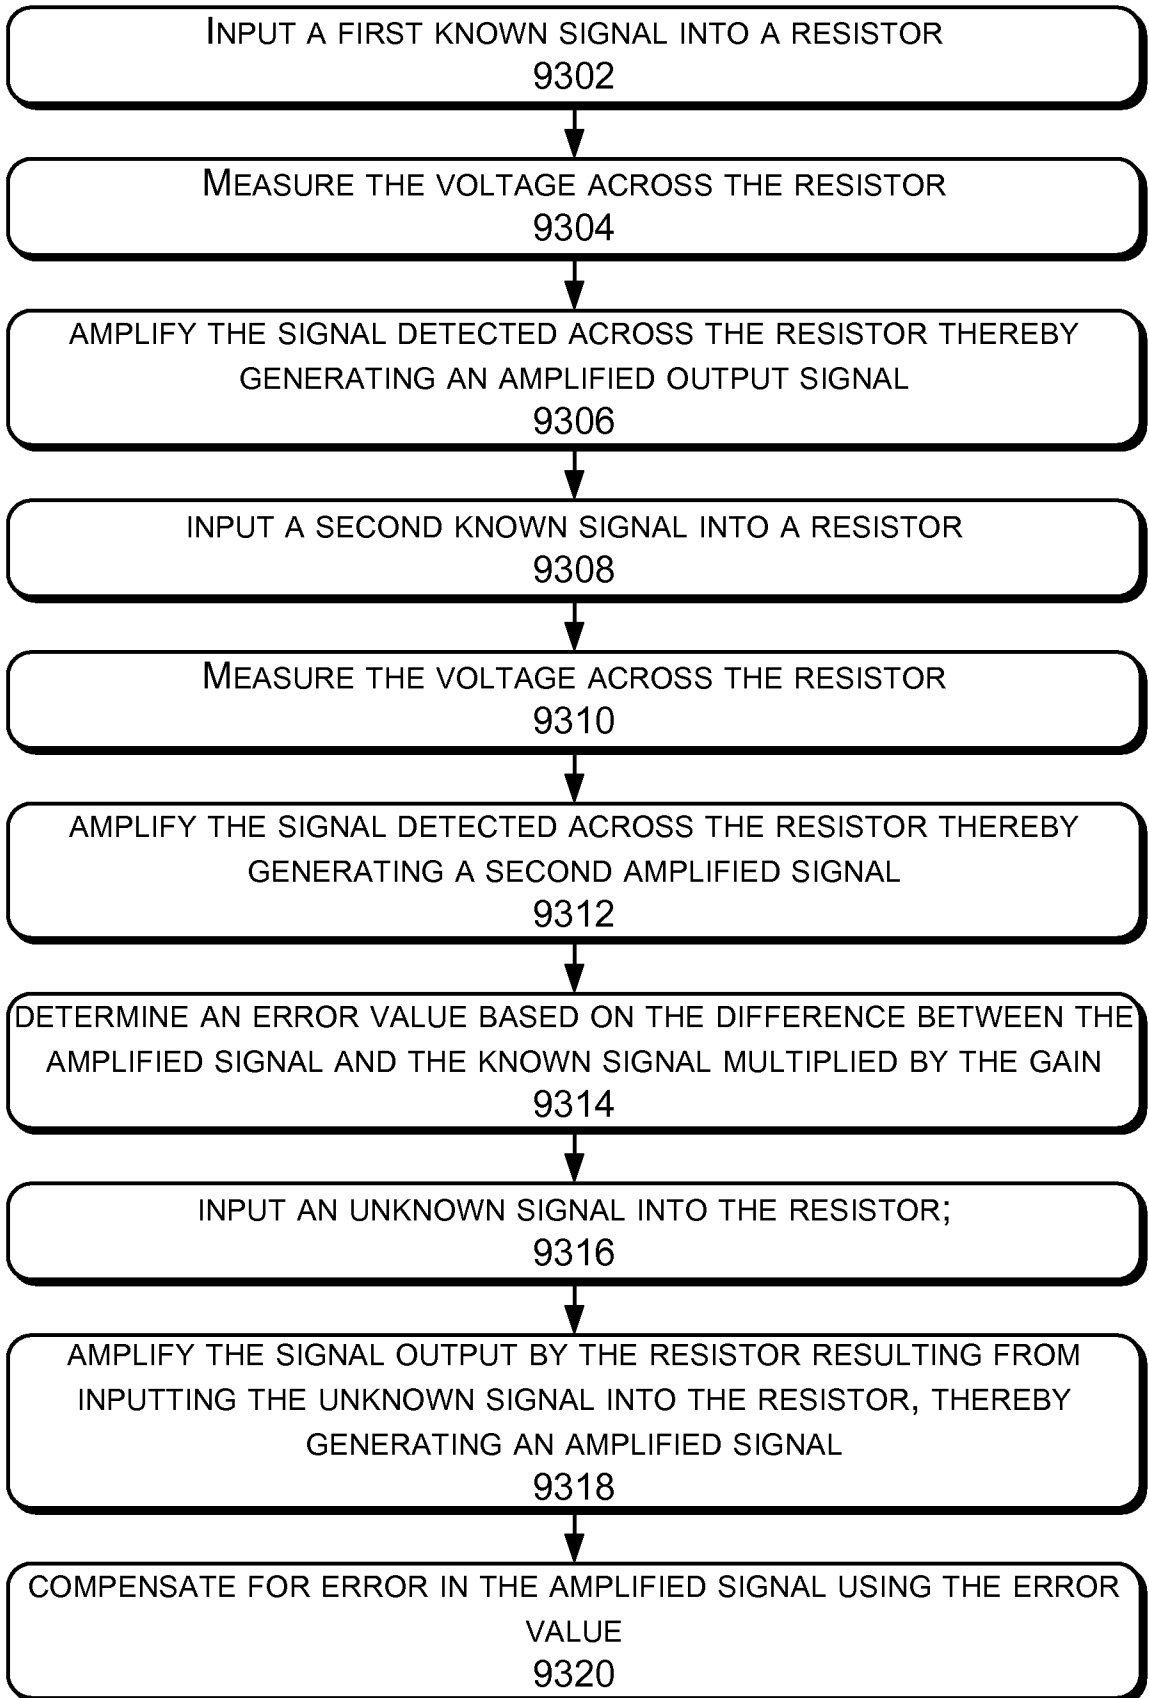 INPUT A FIRST KNOWN SIGNAL INTO A RESISTOR
9302
MEASURE THE VOLTAGE ACROSS THE RESISTOR
9304
AMPLIFY THE SIGNAL DETECTED ACROSS THE RESISTOR THEREBY
GENERATING AN AMPLIFIED OUTPUT SIGNAL
9306
INPUT A SECOND KNOWN SIGNAL INTO A RESISTOR
9308
MEASURE THE VOLTAGE ACROSS THE RESISTOR
9310
AMPLIFY THE SIGNAL DETECTED ACROSS THE RESISTOR THEREBY
GENERATING A SECOND AMPLIFIED SIGNAL
9312
DETERMINE AN ERROR VALUE BASED ON THE DIFFERENCE BETWEEN THE
AMPLIFIED SIGNAL AND THE KNOWN SIGNAL MULTIPLIED BY THE GAIN
9314
INPUT AN UNKNOWN SIGNAL INTO THE RESISTOR;
9316
AMPLIFY THE SIGNAL OUTPUT BY THE RESISTOR RESULTING FROM
INPUTTING THE UNKNOWN SIGNAL INTO THE RESISTOR, THEREBY
GENERATING AN AMPLIFIED SIGNAL
9318
COMPENSATE FOR ERROR IN THE AMPLIFIED SIGNAL USING THE ERROR
VALUE
9320